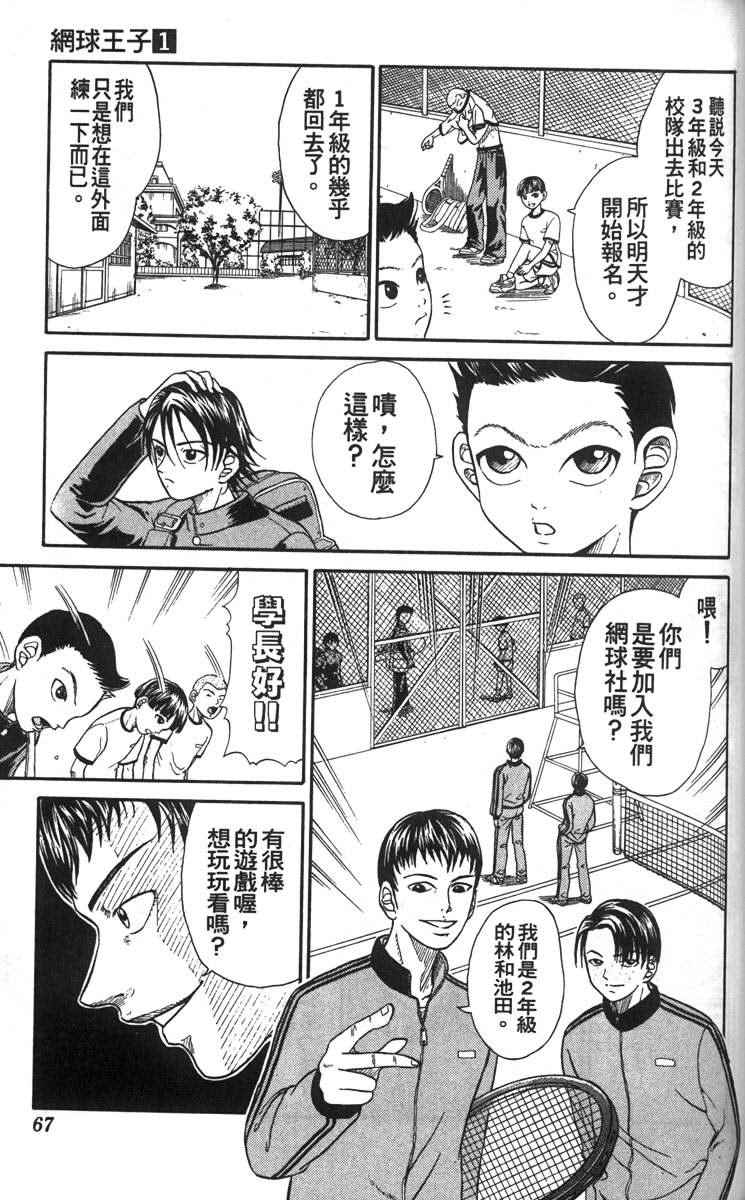 網球王子1
聽說今天
3年級和2年級的
校隊出去比賽，
所以明天才
開始報名。
1年級的幾乎
都回去了。
我們
只是想在這外面
練一下而已。
嘖，怎麼
這樣？
喂！
你們
是要加入我們
網球社嗎？
學長好!!
我們是2年級
的林和池田。
有很棒
的遊戲喔，
想玩玩看嗎？
67